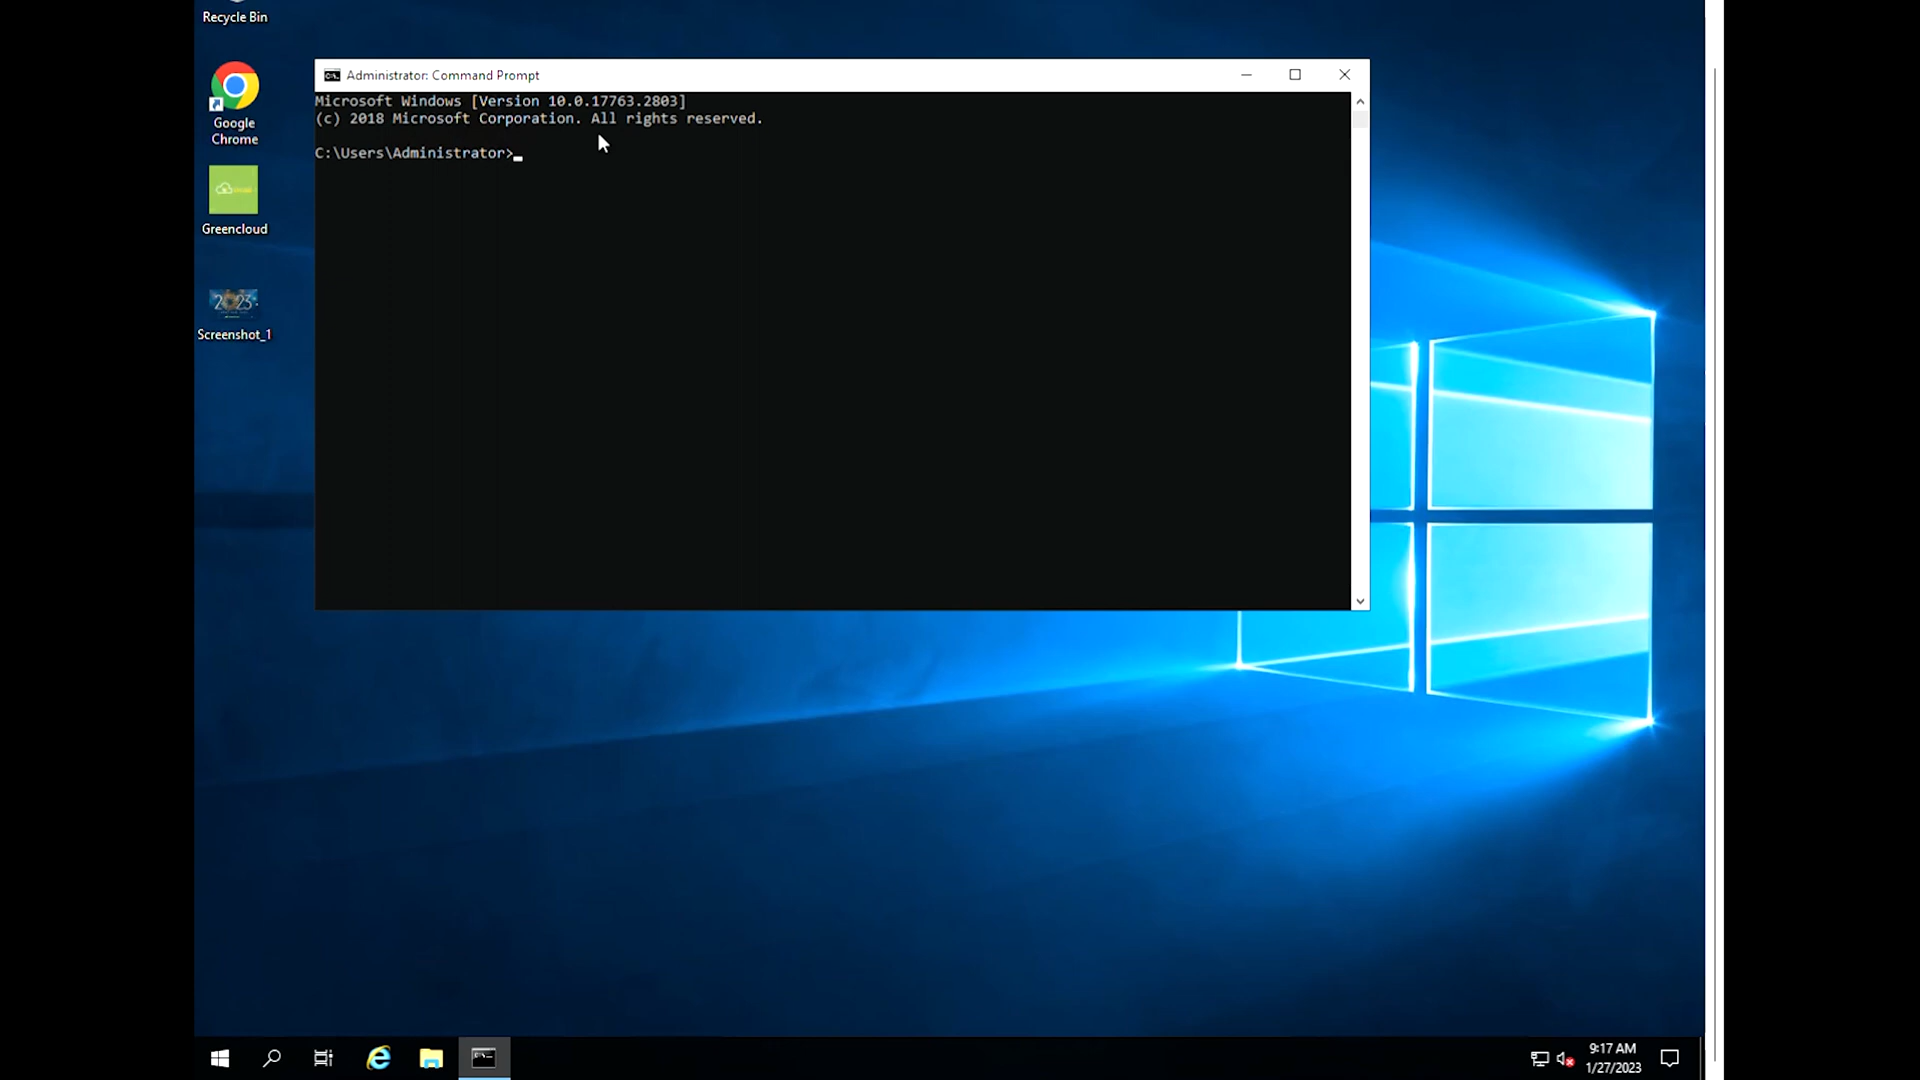 Recycle Bin
Administrator: Command Prompt
Microsoft Windows [Version 10.0.17763.2803]
(c) 2018 Microsoft Corporation. All rights reserved.
C:\Users\Administrator>
Google
Chrome
Greencloud
2023
Screenshot_1
9:17 AM
1/27/2023